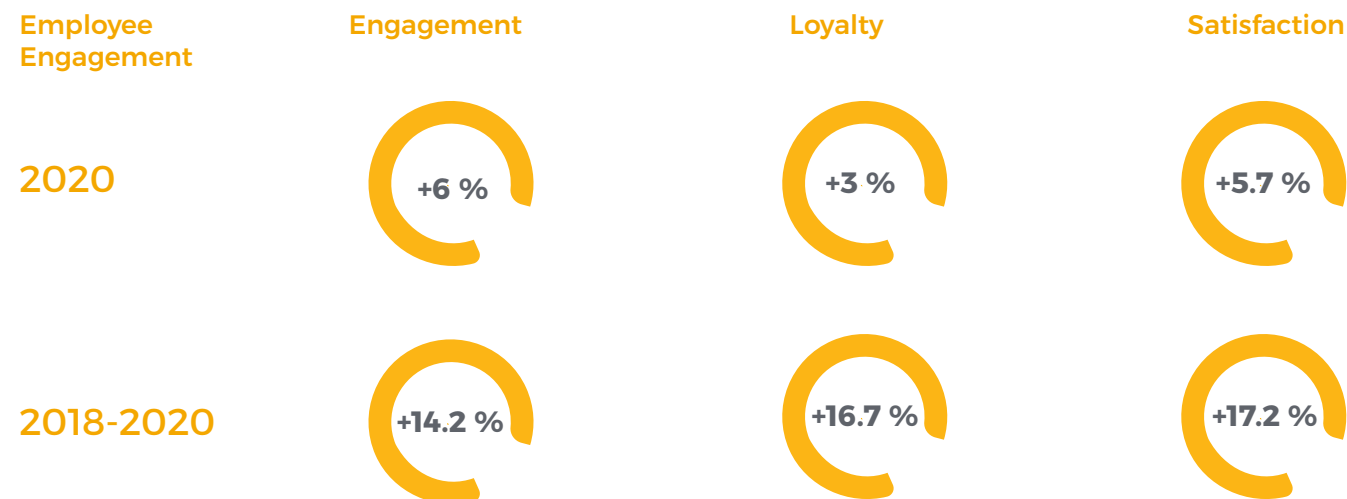 Employee
Engagement
Engagement
Loyalty
Satisfaction
2020
+6 %
+3 %
+5.7 %
2018-2020
+14.2 %
+16.7 %
+17.2 %